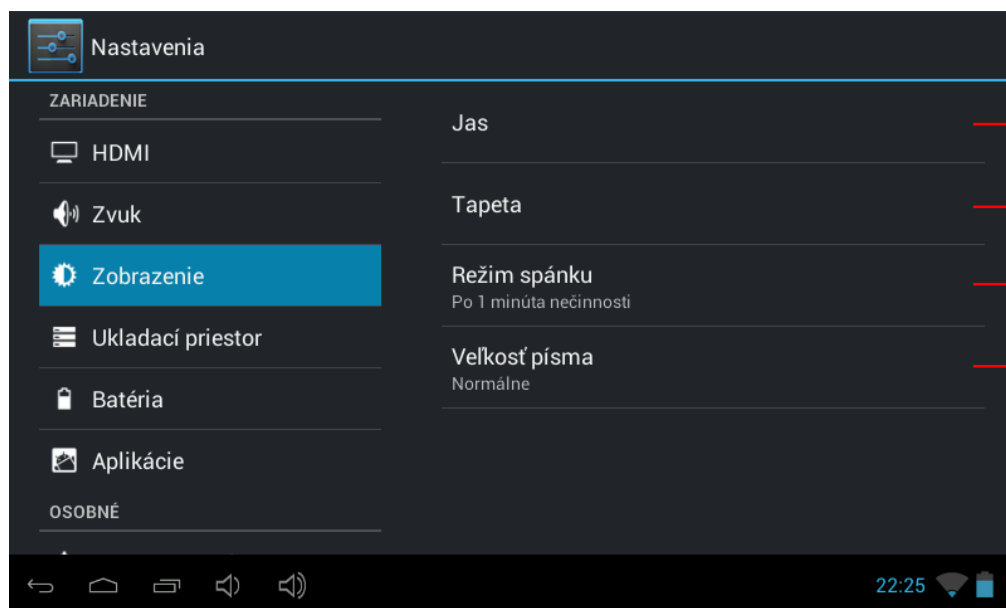 Nastavenia
ZARIADENIE
HDMI
Zvuk
Zobrazenie
Ukladací priestor
Batéria
Aplikácie
OSOBNÉ
Jas
Tapeta
Režim spánku
Po 1 minúta nečinnosti
Veľkosť písma
Normálne
22:25